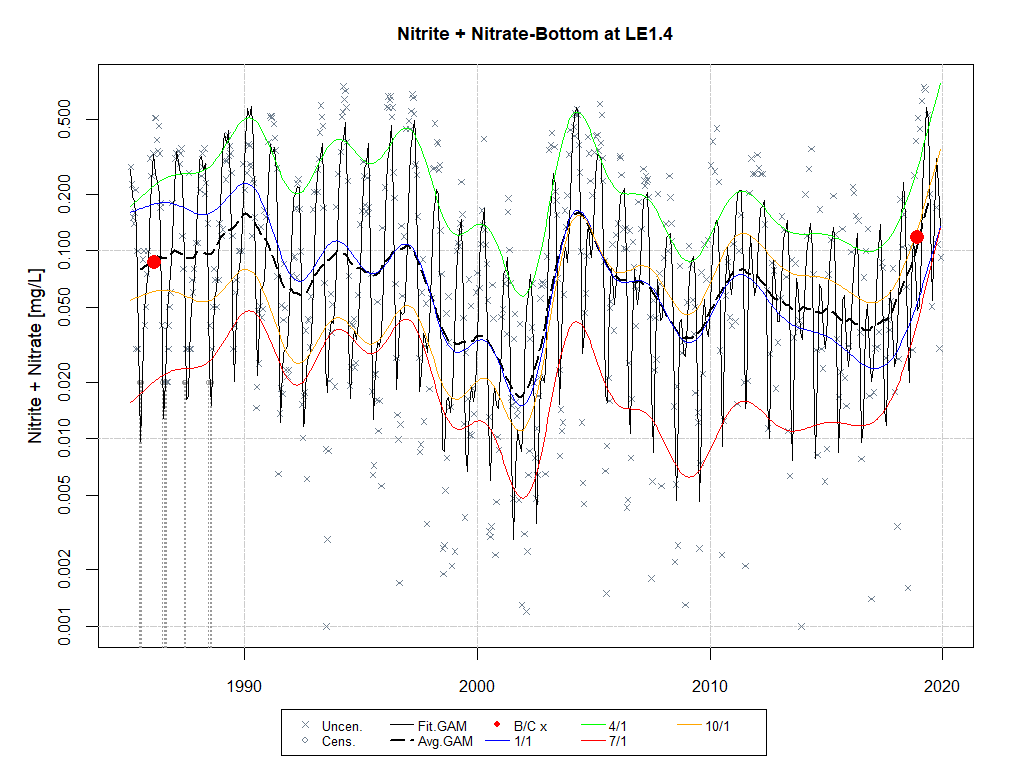 Nitrite + Nitrate-Bottom at LE1.4
Nitrite + Nitrate [mg/L]
0.500
0.200
0.100
0.050
0.020
0.010
0.005
0.002
0.001
1990 2000 2010 2020
Uncen. Fit.GAM B/C x 4/1 10/1
Cens. Avg.GAM 1/1 7/1